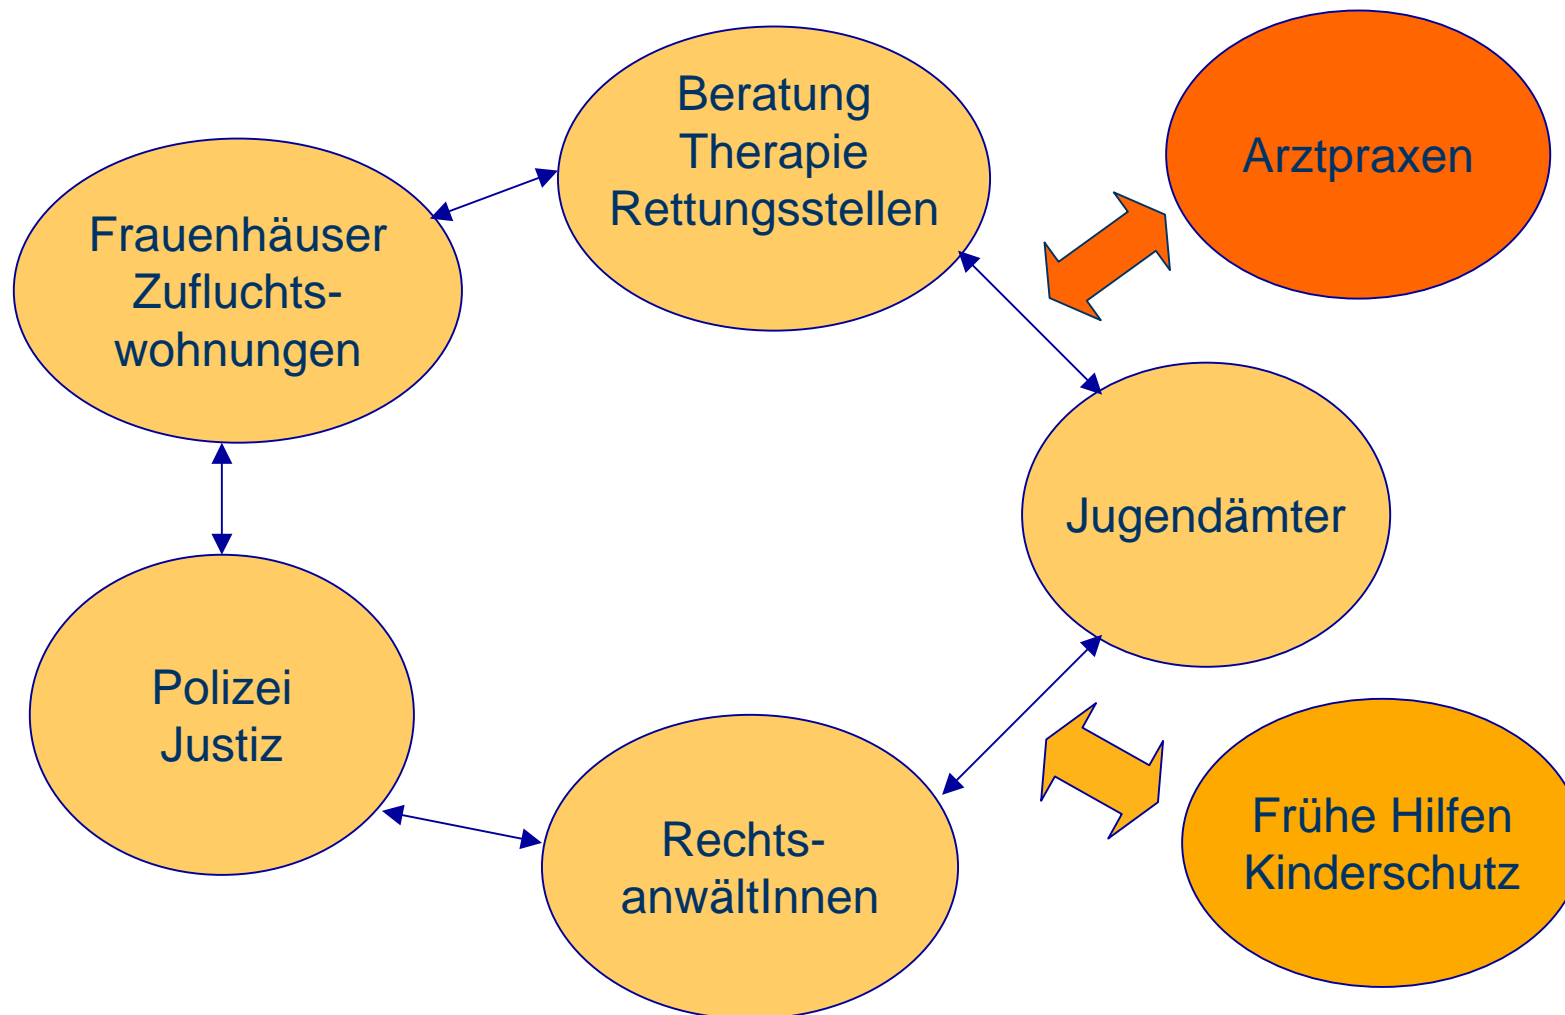 Beratung
Therapie
Rettungsstellen
Arztpraxen
Frauenhäuser
Zufluchts-
wohnungen
Jugendämter
Polizei
Justiz
Rechts-
anwältInnen
Frühe Hilfen
Kinderschutz